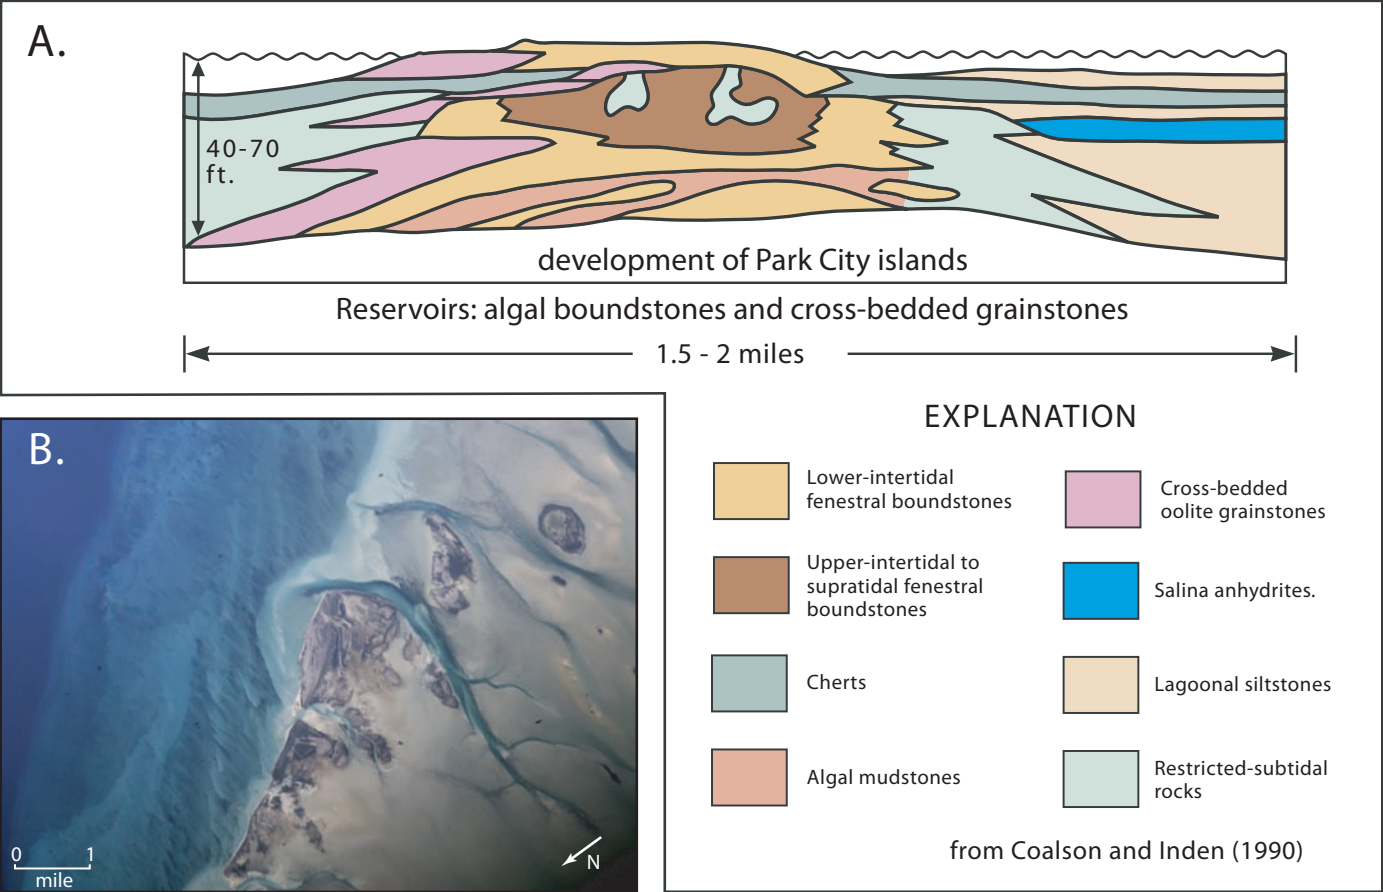 A.
40-70
ft.
development of Park City islands
Reservoirs: algal boundstones and cross-bedded grainstones
1.5 - 2 miles
EXPLANATION
Lower-intertidal
fenestral boundstones
Upper-intertidal to
supratidal fenestral
boundstones
Cherts
Algal mudstones
Cross-bedded
oolite grainstones
Salina anhydrites.
Lagoonal siltstones
Restricted-subtidal
rocks
from Coalson and Inden (1990)
B.
0 1
mile
N